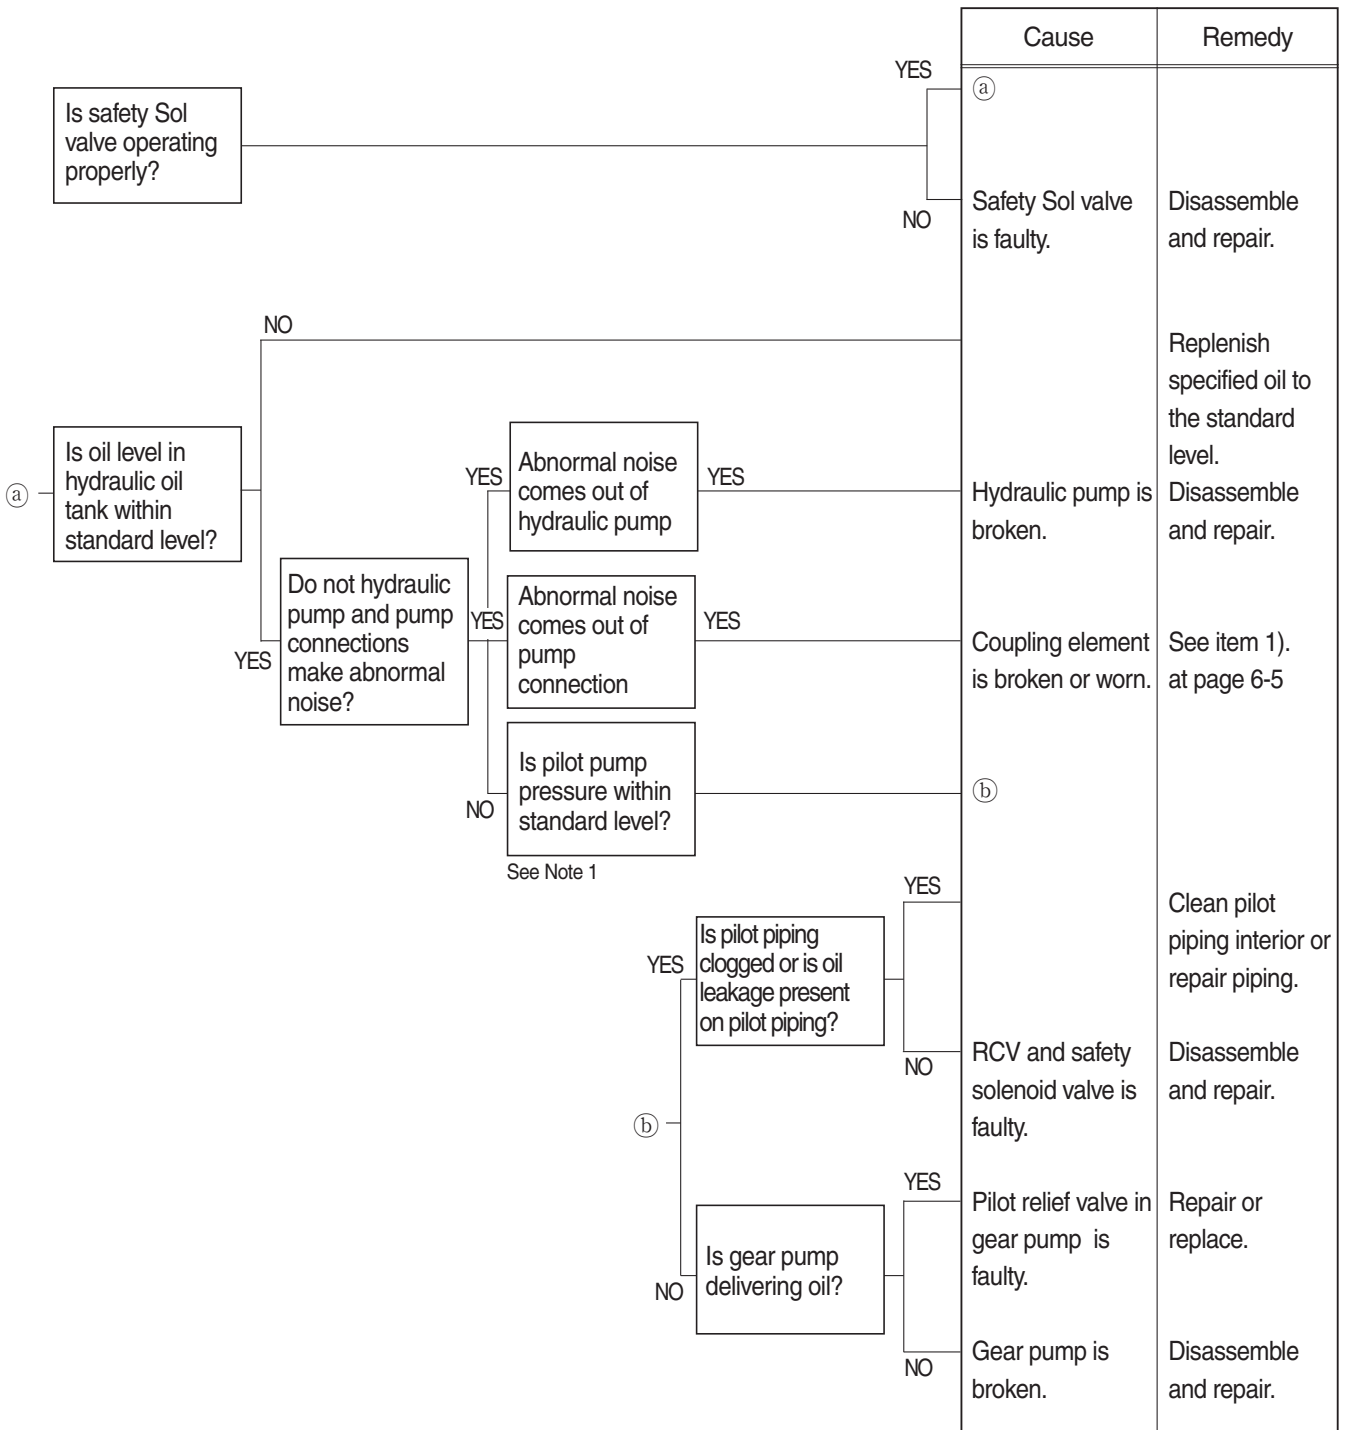 Cause
Remedy
YES
ⓐ
Is safety Sol
valve operating
properly?
NO
Safety Sol valve
is faulty.
Disassemble
and repair.
NO
Replenish
specified oil to
the standard
level.
ⓐ
Is oil level in
hydraulic oil
tank within
standard level?
YES
Do not hydraulic
pump and pump
connections
make abnormal
noise?
YES
Abnormal noise
comes out of
hydraulic pump
YES
Hydraulic pump is
broken.
Disassemble
and repair.
YES
Abnormal noise
comes out of
pump
connection
YES
Coupling element
is broken or worn.
See item 1).
at page 6-5
NO
Is pilot pump
pressure within
standard level?
See Note 1
ⓑ
ⓑ
YES
Is pilot piping
clogged or is oil
leakage present
on pilot piping?
YES
Clean pilot
piping interior or
repair piping.
NO
RCV and safety
solenoid valve is
faulty.
Disassemble
and repair.
NO
Is gear pump
delivering oil?
YES
Pilot relief valve in
gear pump is
faulty.
Repair or
replace.
NO
Gear pump is
broken.
Disassemble
and repair.